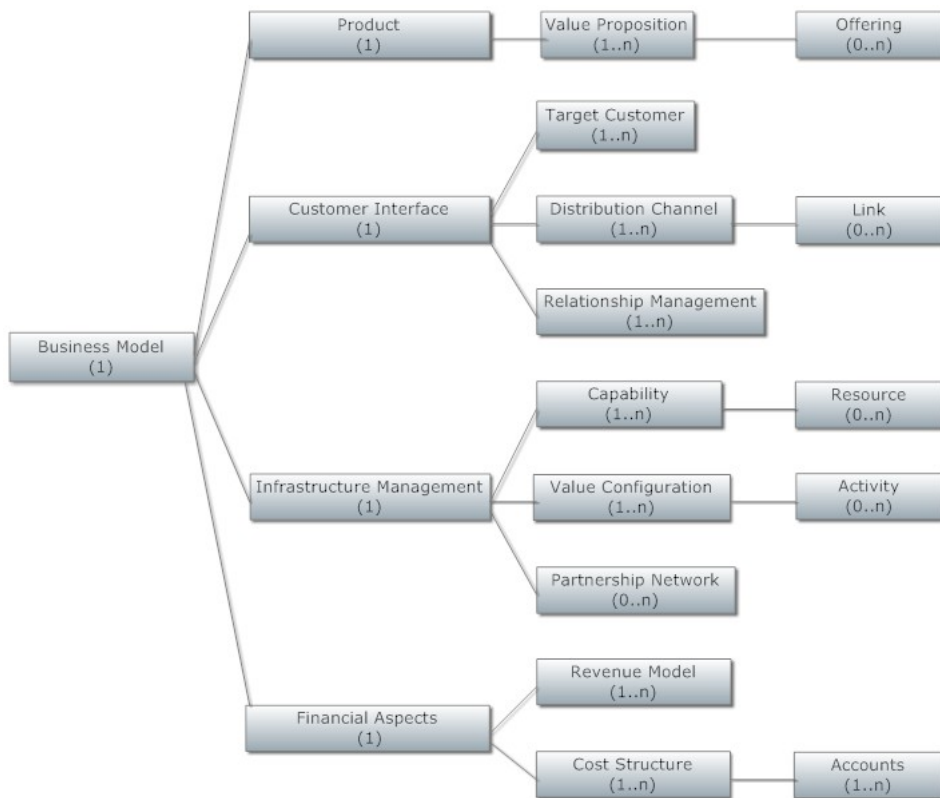 Product
(1)
Value Proposition
(1..n)
Offering
(0..n)
Target Customer
(1..n)
Customer Interface
(1)
Distribution Channel
(1..n)
Link
(0..n)
Relationship Management
(1..n)
Business Model
(1)
Capability
(1..n)
Resource
(0..n)
Infrastructure Management
(1)
Value Configuration
(1..n)
Activity
(0..n)
Partnership Network
(0..n)
Revenue Model
(1..n)
Financial Aspects
(1)
Cost Structure
(1..n)
Accounts
(1..n)